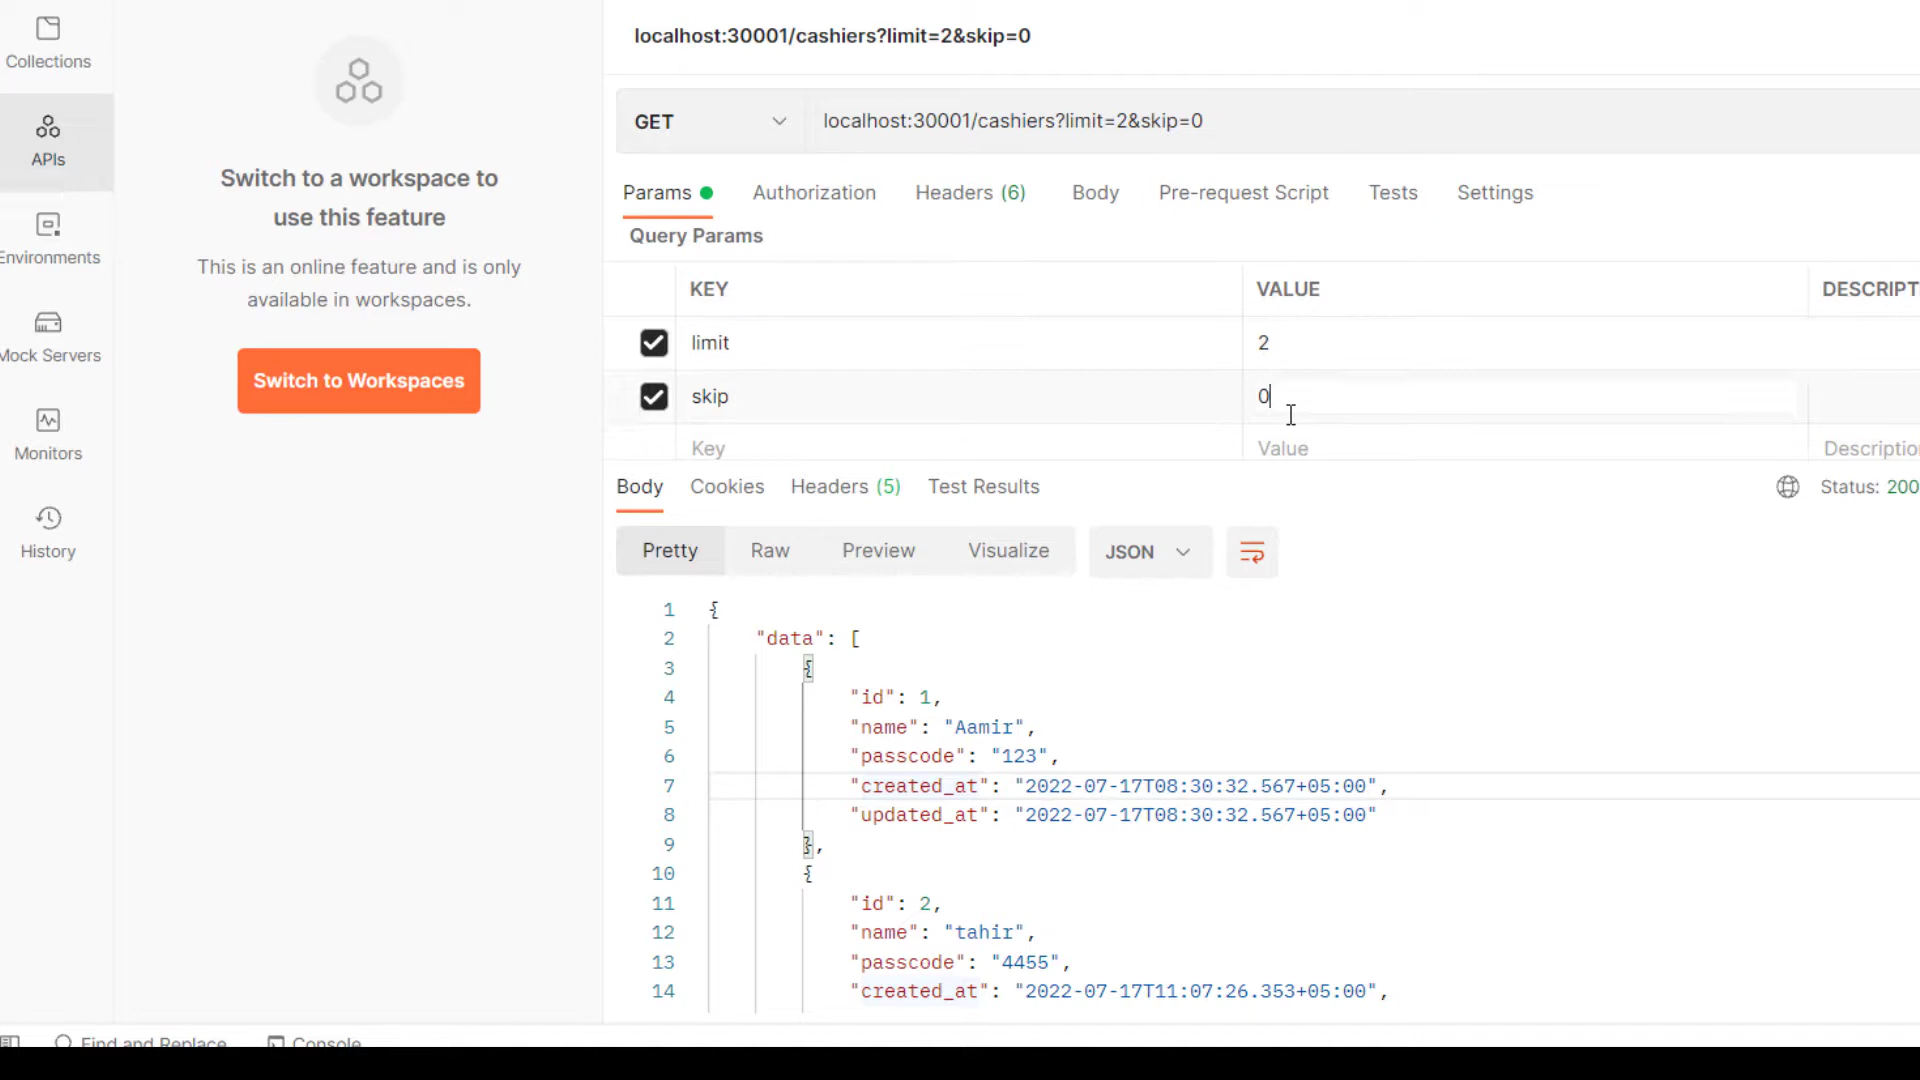 localhost:30001/cashiers?limit=2&skip=0
Collections
APIs
Environments
Mock Servers
Monitors
History
Switch to a workspace to
use this feature
This is an online feature and is only
available in workspaces.
Switch to Workspaces
GET localhost:30001/cashiers?limit=2&skip=0
Params Authorization Headers (6) Body Pre-request Script Tests Settings
Query Params
KEY VALUE DESCRIPT
limit 2
skip 0
Key Value Description
Body Cookies Headers (5) Test Results Status: 200
Pretty Raw Preview Visualize JSON
1 {
2 "data": [
3 {
4 "id": 1,
5 "name": "Aamir",
6 "passcode": "123",
7 "created_at": "2022-07-17T08:30:32.567+05:00",
8 "updated_at": "2022-07-17T08:30:32.567+05:00"
9 },
10 {
11 "id": 2,
12 "name": "tahir",
13 "passcode": "4455",
14 "created_at": "2022-07-17T11:07:26.353+05:00",
Find and Replace Console